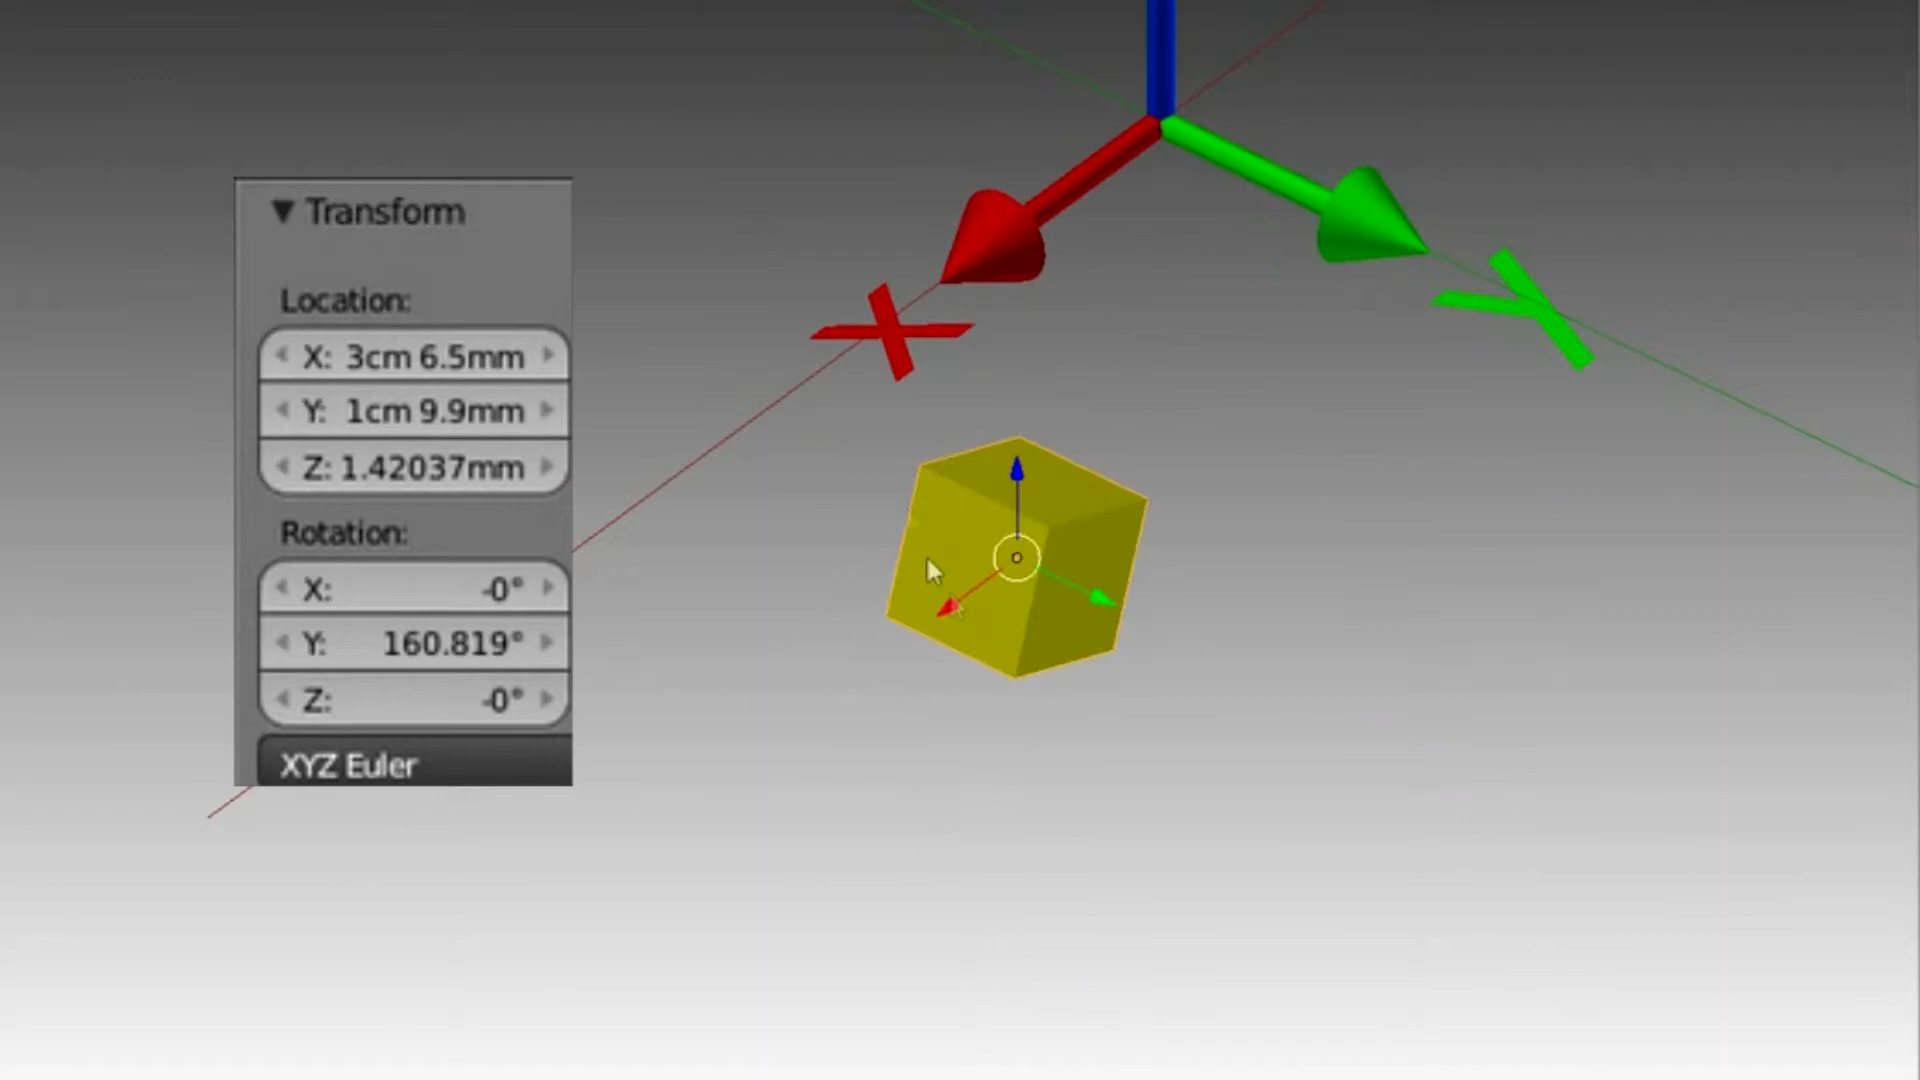 Transform
Location:
X: 3cm 6.5mm
Y: 1cm 9.9mm
Z: 1.42037mm
Rotation:
X: -0°
Y: 160.819°
Z: -0°
XYZ Euler
X
Y